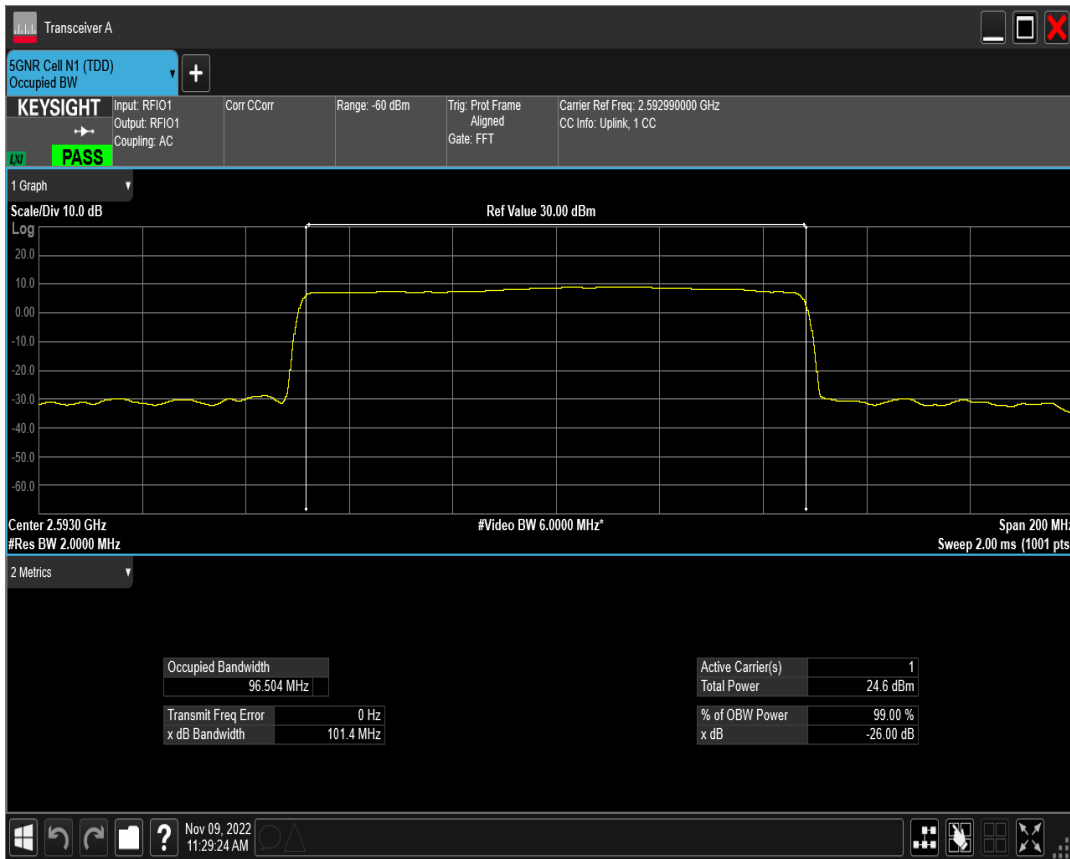 Transceiver A
5GNR Cell N1 (TDD)
Occupied BW
+
KEYSIGHT
LXI
PASS
Input: RFIO1
Output: RFIO1
Coupling: AC
Corr CCorr
Range: -60 dBm
Trig: Prot Frame
Aligned
Gate: FFT
Carrier Ref Freq: 2.592990000 GHz
CC Info: Uplink, 1 CC
1 Graph
Scale/Div 10.0 dB
Ref Value 30.00 dBm
Log
20.0
10.0
0.00
-10.0
-20.0
-30.0
-40.0
-50.0
-60.0
Center 2.5930 GHz
#Video BW 6.0000 MHz*
Span 200 MHz
#Res BW 2.0000 MHz
Sweep 2.00 ms (1001 pts
2 Metrics
Occupied Bandwidth
96.504 MHz
Transmit Freq Error 0 Hz
x dB Bandwidth 101.4 MHz
Active Carrier(s) 1
Total Power 24.6 dBm
% of OBW Power 99.00 %
x dB -26.00 dB
?
Nov 09, 2022
11:29:24 AM